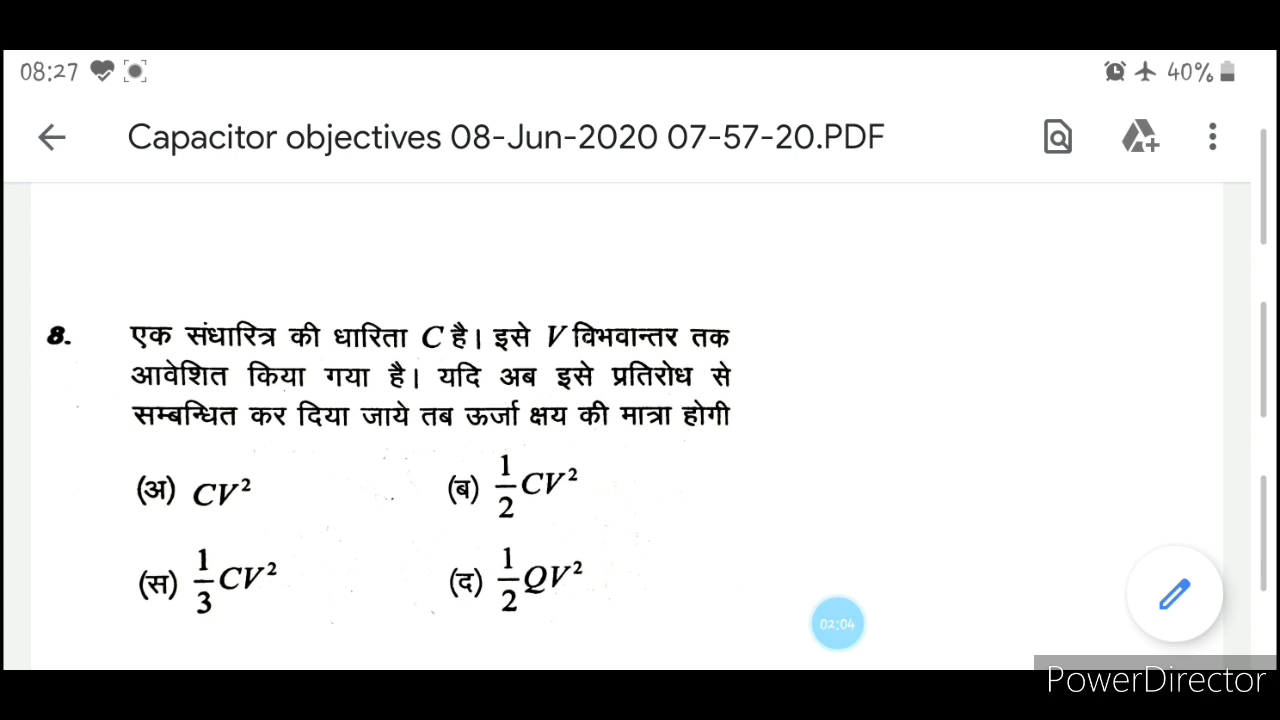 08:27 40%
Capacitor objectives 08-Jun-2020 07-57-20.PDF
8. एक संधारित्र की धारिता C है। इसे V विभवान्तर तक
आवेशित किया गया है। यदि अब इसे प्रतिरोध से
सम्बन्धित कर दिया जाये तब ऊर्जा क्षय की मात्रा होगी
(अ) CV² (ब) 1/2 CV²
(स) 1/3 CV² (द) 1/2 QV²
02:04
PowerDirector